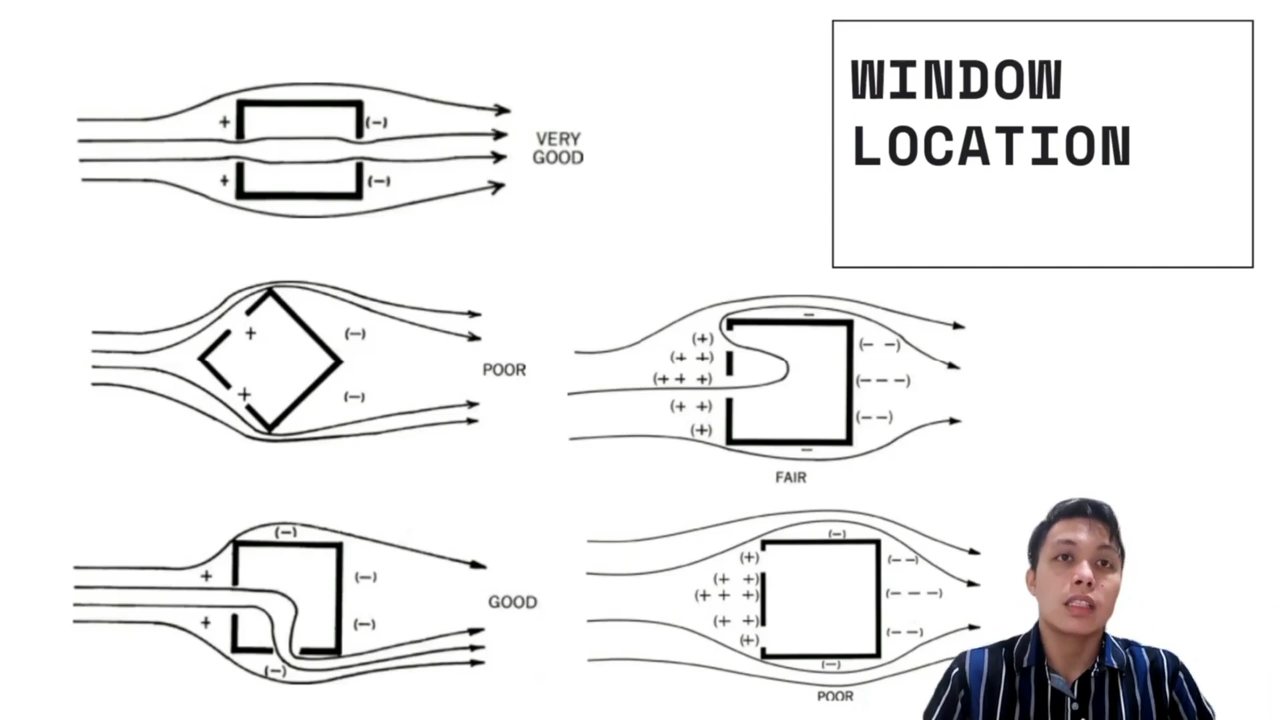 WINDOW
LOCATION
+
(−)
+
(−)
VERY
GOOD
+
(−)
+
(−)
POOR
−
(+)
(+ +)
(+ + +)
(+ +)
(+)
(− −)
(− − −)
(− −)
−
FAIR
(−)
+
(−)
+
(−)
(−)
GOOD
(−)
(+)
(+ +)
(+ + +)
(+ +)
(+)
(− −)
(− − −)
(− −)
(−)
POOR